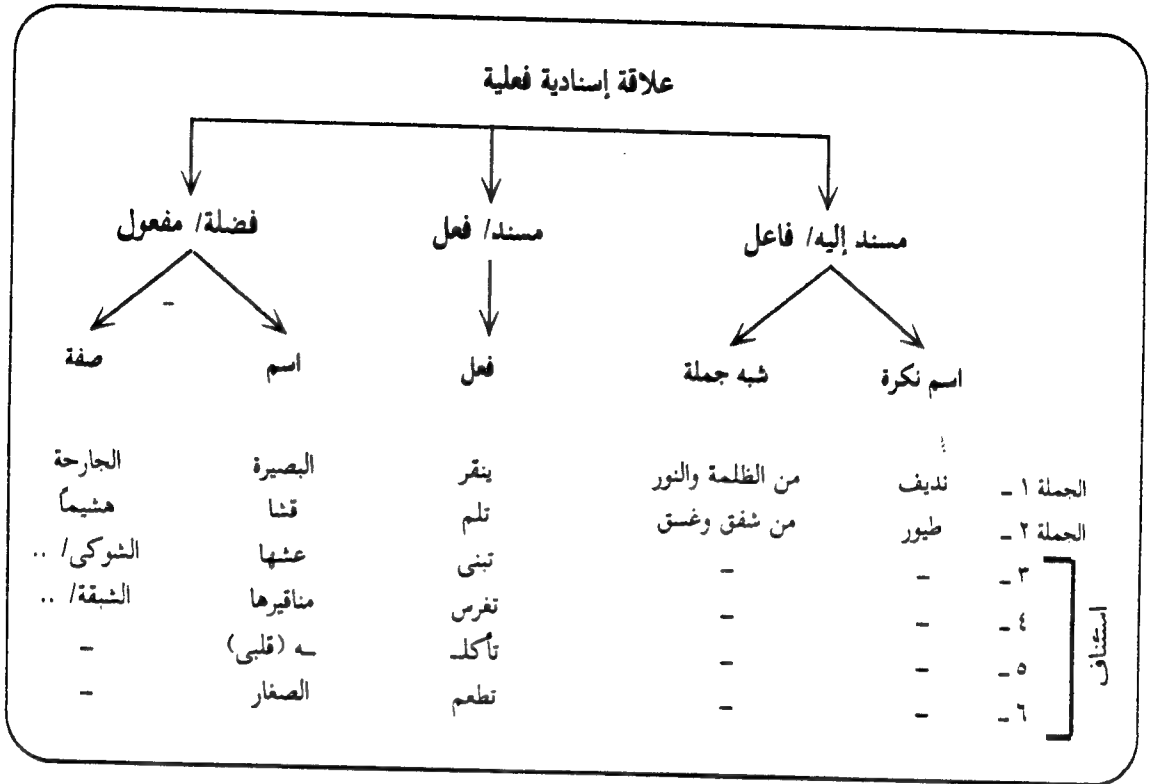 علاقة إسنادية فعلية
مسند إليه/ فاعل مسند/ فعل فضلة/ مفعول
اسم نكرة شبه جملة فعل اسم صفة
الجملة ١ ـ نديف من الظلمة والنور ينقر البصيرة الجارحة
الجملة ٢ ـ طيور من شفق وغسق تلم قشا هشيماً
٣ ـ – – تبنى عشها الشوكى/ ..
٤ ـ – – تغرس مناقيرها الشبقة/ ..
٥ ـ – – تأكلـ ـه (قلبى) –
٦ ـ – – تطعم الصغار –
استئناف